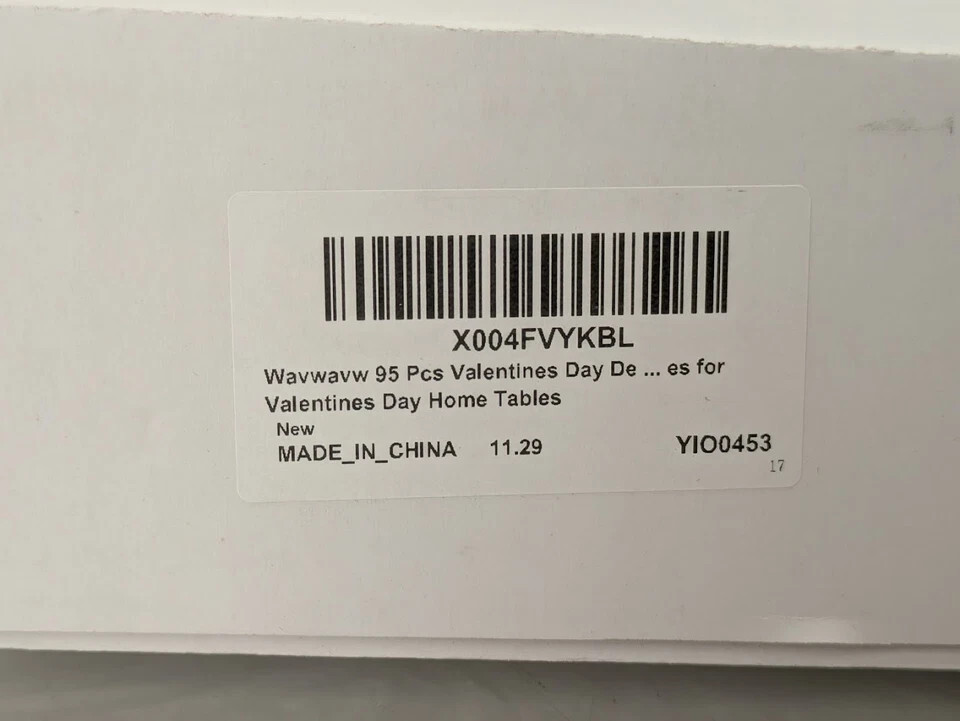 X004FVYKBL
Wavwavw 95 Pcs Valentines Day De ... es for
Valentines Day Home Tables
New
MADE_IN_CHINA 11.29 YIO0453
17